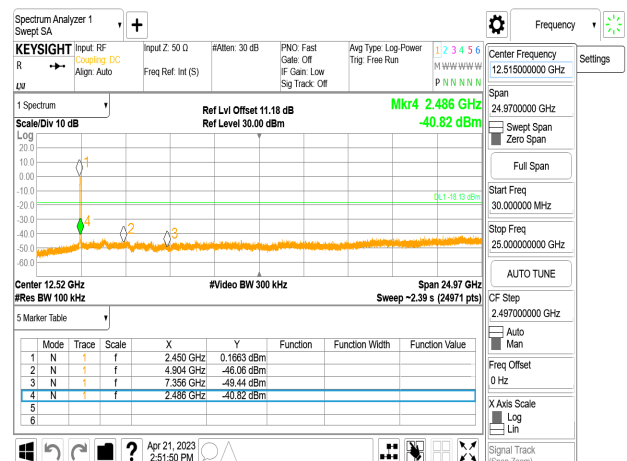 Spectrum Analyzer 1
Swept SA
Frequency
KEYSIGHT
R
LXI
Input: RF
Coupling: DC
Align: Auto
Input Z: 50 Ω
Freq Ref: Int (S)
#Atten: 30 dB
PNO: Fast
Gate: Off
IF Gain: Low
Sig Track: Off
Avg Type: Log-Power
Trig: Free Run
1 2 3 4 5 6
M W W W W W
P N N N N N
1 Spectrum
Scale/Div 10 dB
Ref Lvl Offset 11.18 dB
Ref Level 30.00 dBm
Mkr4 2.486 GHz
-40.82 dBm
Log
20.0
10.0
0.00
-10.0
-20.0
-30.0
-40.0
-50.0
-60.0
1
2
3
4
DL1 -18.13 dBm
Center 12.52 GHz
#Res BW 100 kHz
#Video BW 300 kHz
Span 24.97 GHz
Sweep ~2.39 s (24971 pts)
5 Marker Table
Mode Trace Scale X Y Function Function Width Function Value
1 N 1 f 2.450 GHz 0.1663 dBm
2 N 1 f 4.904 GHz -46.06 dBm
3 N 1 f 7.356 GHz -49.44 dBm
4 N 1 f 2.486 GHz -40.82 dBm
5
6
?
Apr 21, 2023
2:51:50 PM
Center Frequency
12.515000000 GHz
Settings
Span
24.9700000 GHz
Swept Span
Zero Span
Full Span
Start Freq
30.000000 MHz
Stop Freq
25.000000000 GHz
AUTO TUNE
CF Step
2.497000000 GHz
Auto
Man
Freq Offset
0 Hz
X Axis Scale
Log
Lin
Signal Track
(Span Zoom)